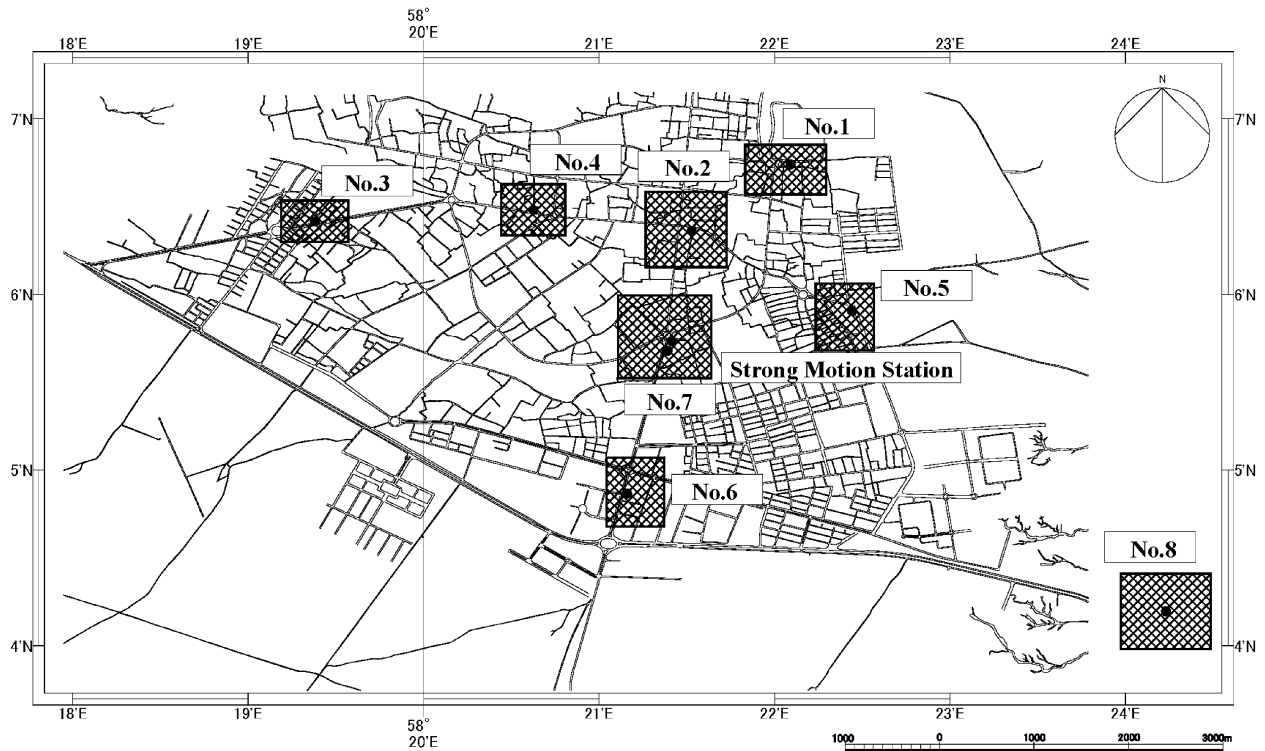 58°
18'E 19'E 20'E 21'E 22'E 23'E 24'E
N
7'N 7'N
No.1
No.4 No.2
No.3
No.5
6'N 6'N
Strong Motion Station
No.7
5'N 5'N
No.6
No.8
4'N 4'N
18'E 19'E 58° 21'E 22'E 23'E 24'E
20'E
1000 0 1000 2000 3000m